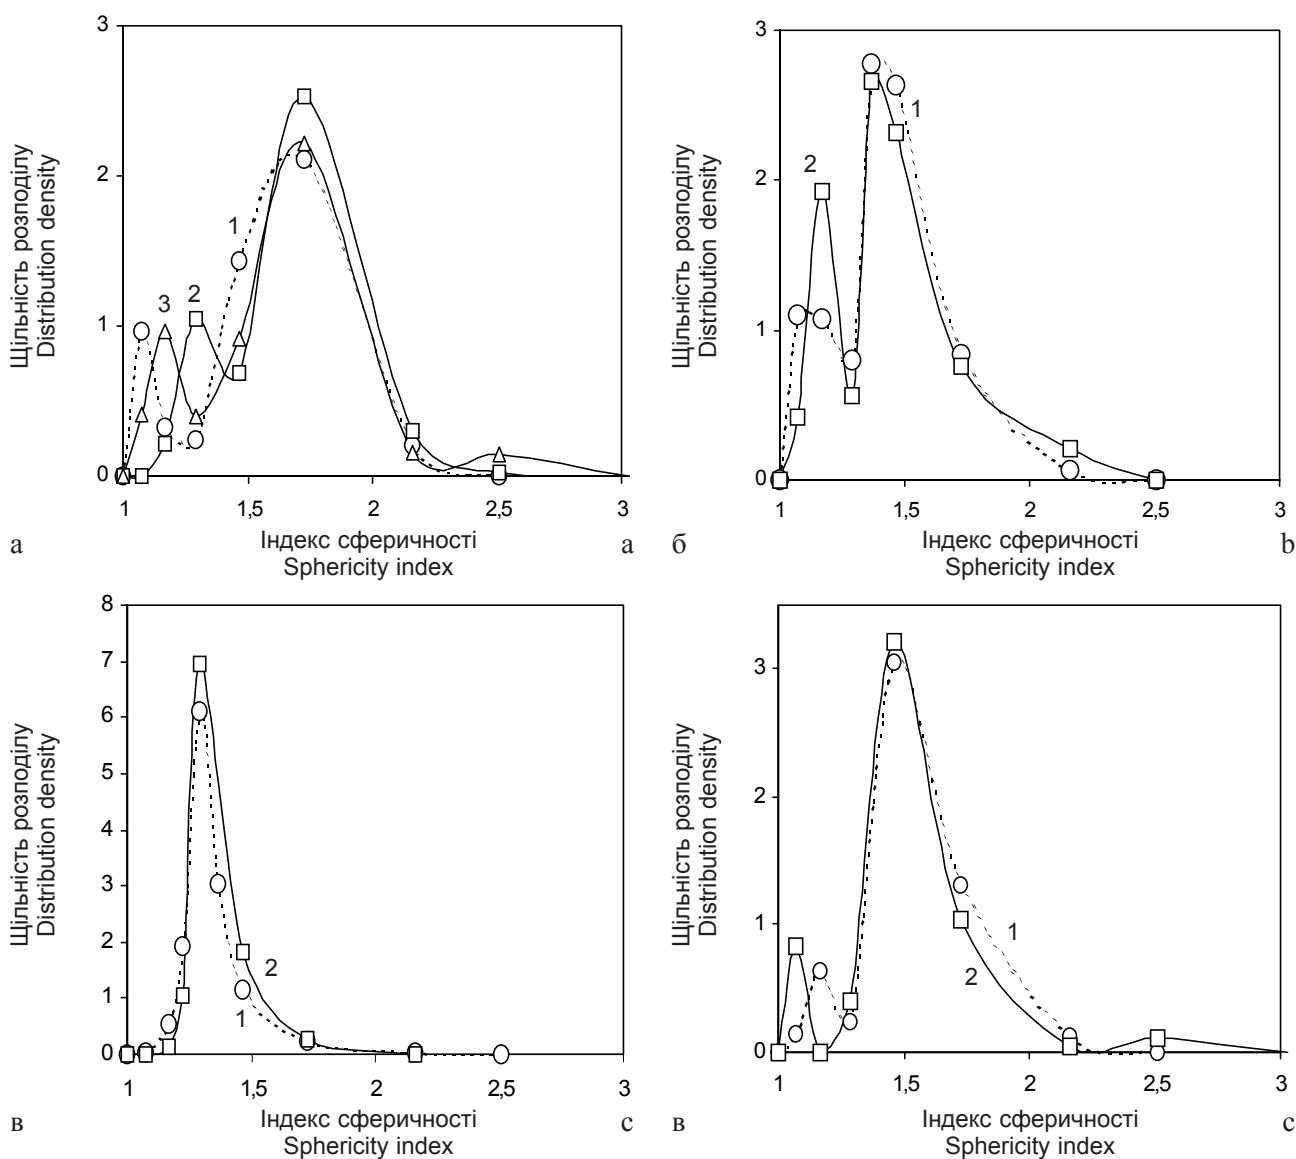 3
2
1
0
Щільність розподілу
Distribution density
1
2
3
1
1,5
2
2,5
3
Індекс сферичності
Sphericity index
а
a
3
2
1
0
Щільність розподілу
Distribution density
1
2
1
1,5
2
2,5
3
Індекс сферичності
Sphericity index
б
b
8
7
6
5
4
3
2
1
0
Щільність розподілу
Distribution density
2
1
1
1,5
2
2,5
3
Індекс сферичності
Sphericity index
в
c
3
2
1
0
Щільність розподілу
Distribution density
1
2
1
1,5
2
2,5
3
Індекс сферичності
Sphericity index
в
c